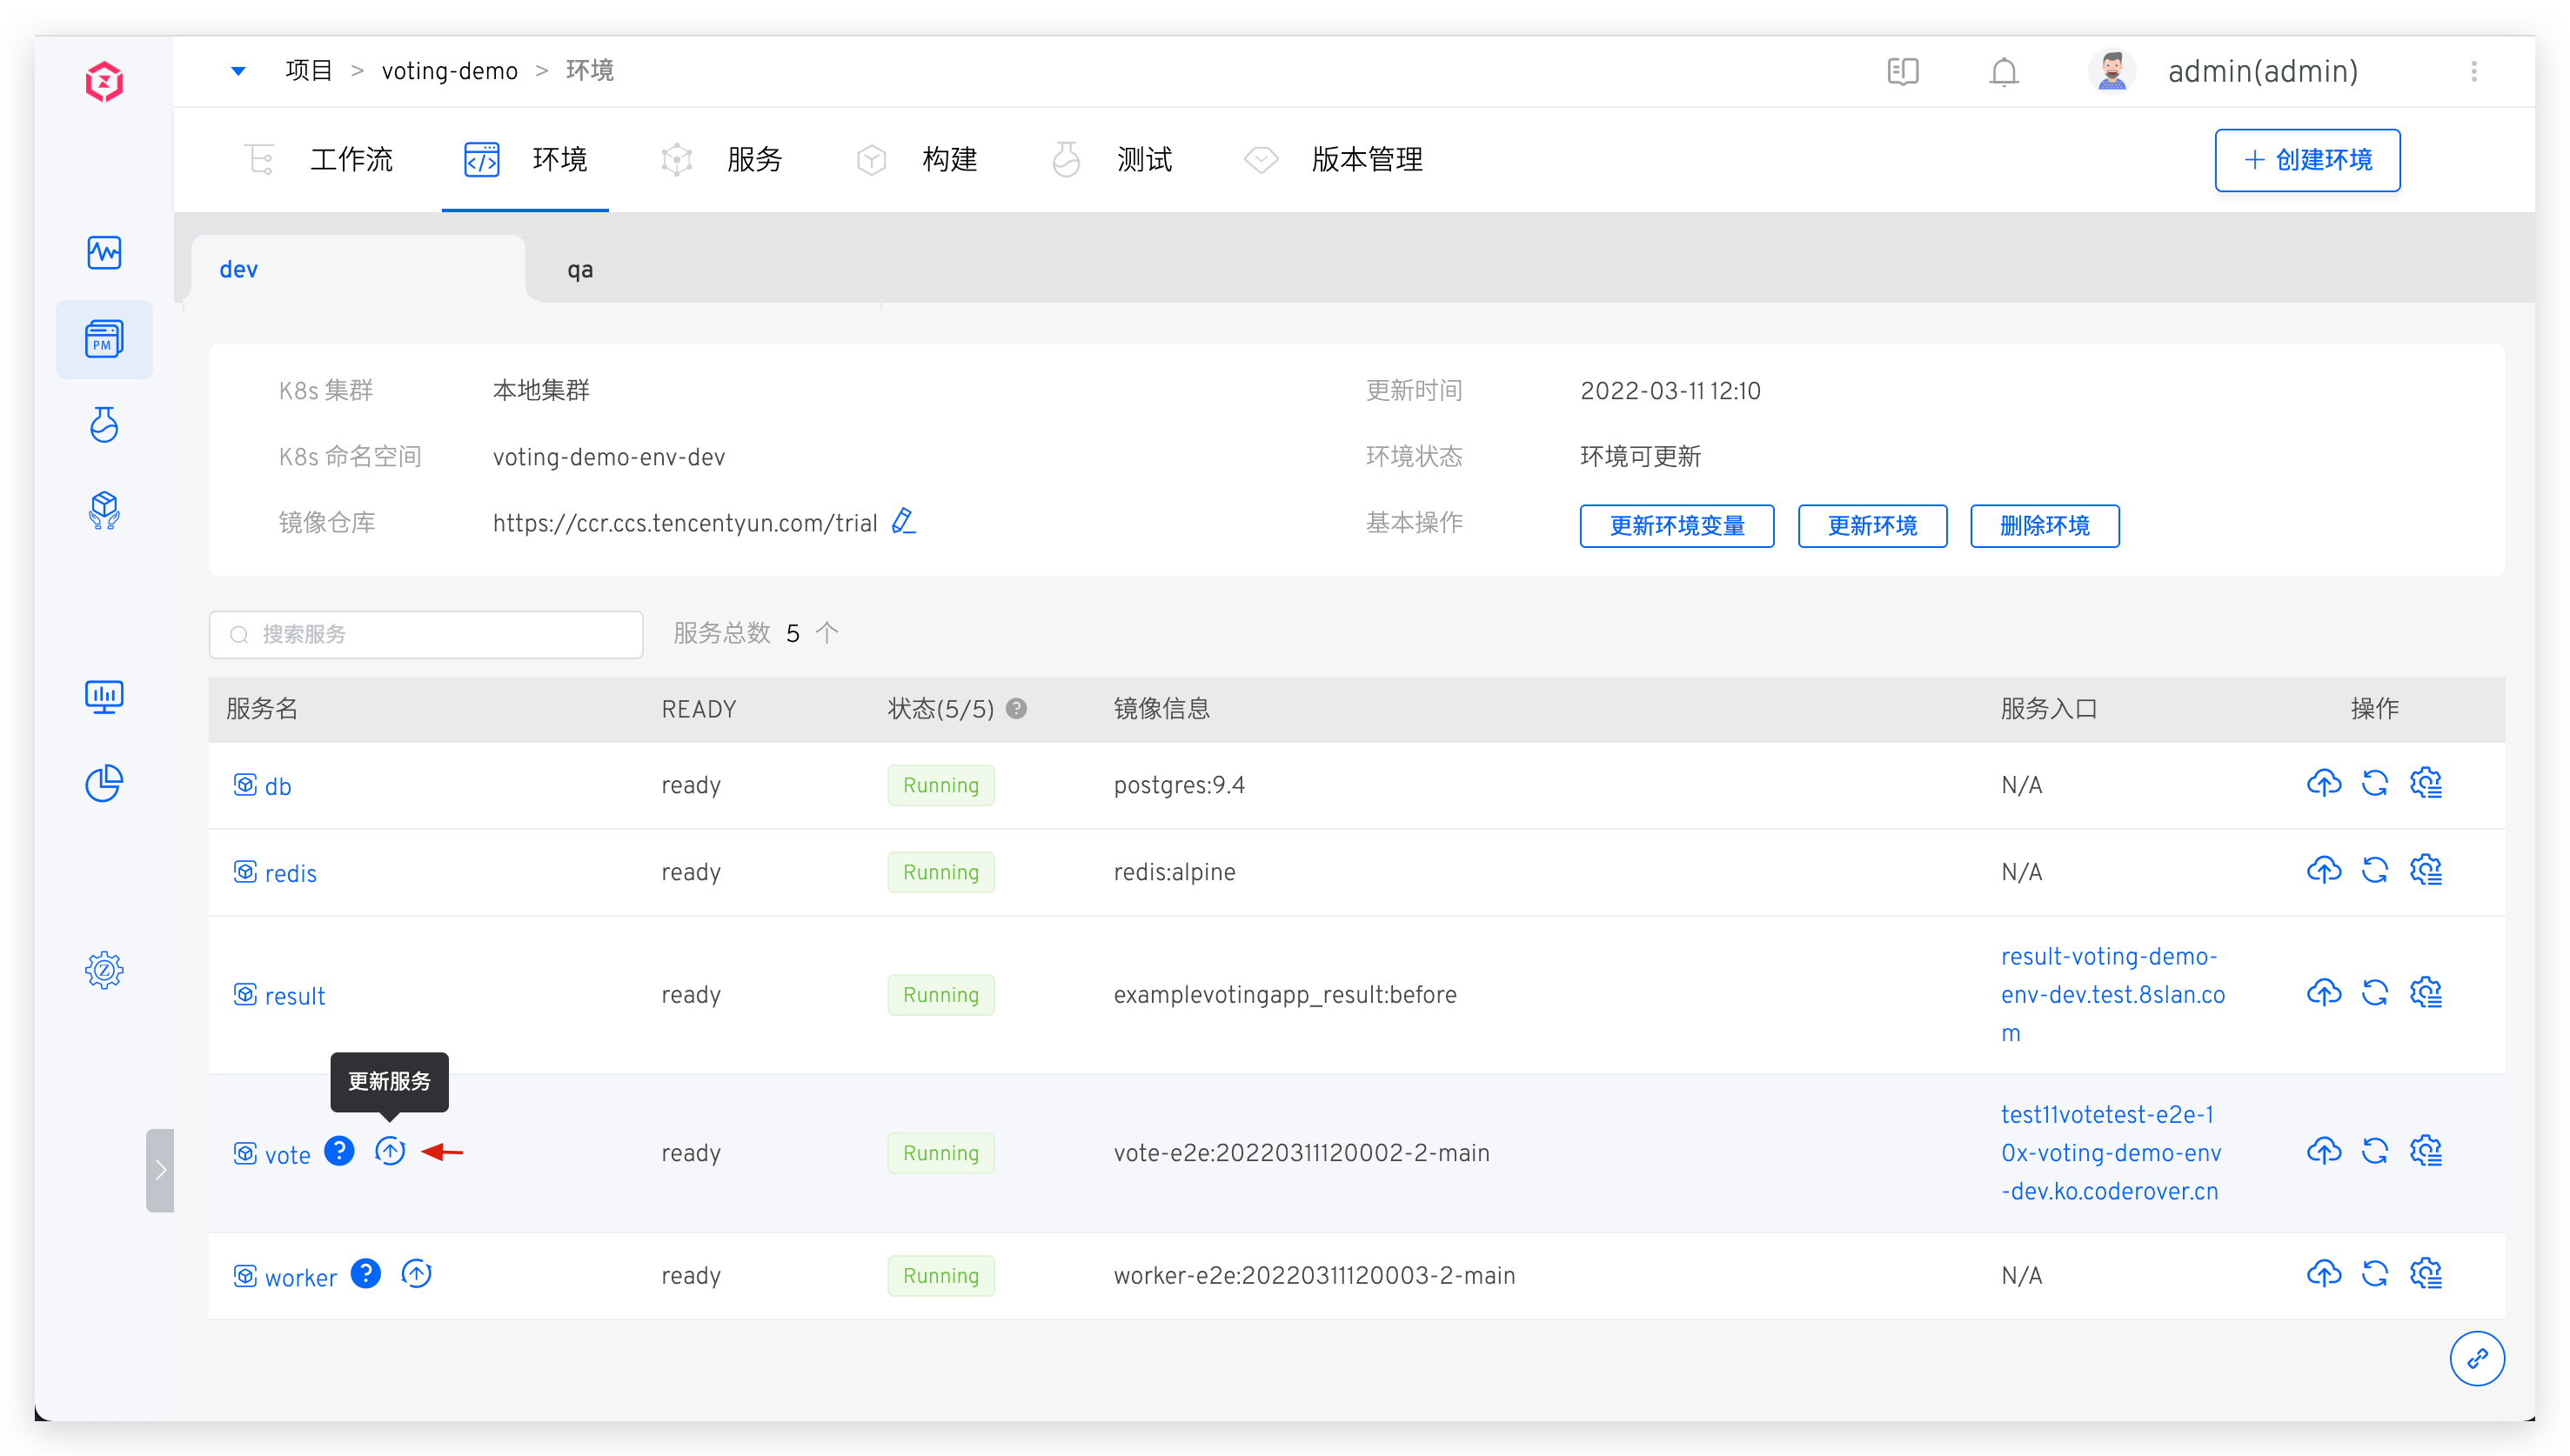 项目 > voting-demo > 环境
admin(admin)
工作流 环境 服务 构建 测试 版本管理
+ 创建环境
dev
qa
PM
K8s 集群 本地集群
更新时间 2022-03-11 12:10
K8s 命名空间 voting-demo-env-dev
环境状态 环境可更新
镜像仓库 https://ccr.ccs.tencentyun.com/trial
基本操作 更新环境变量 更新环境 删除环境
搜索服务
服务总数 5 个
服务名 READY 状态(5/5) ? 镜像信息 服务入口 操作
db ready Running postgres:9.4 N/A
redis ready Running redis:alpine N/A
result ready Running examplevotingapp_result:before
result-voting-demo-
env-dev.test.8slan.co
m
更新服务
vote ? ready Running vote-e2e:20220311120002-2-main
test11votetest-e2e-1
0x-voting-demo-env
-dev.ko.coderover.cn
worker ? ready Running worker-e2e:20220311120003-2-main N/A